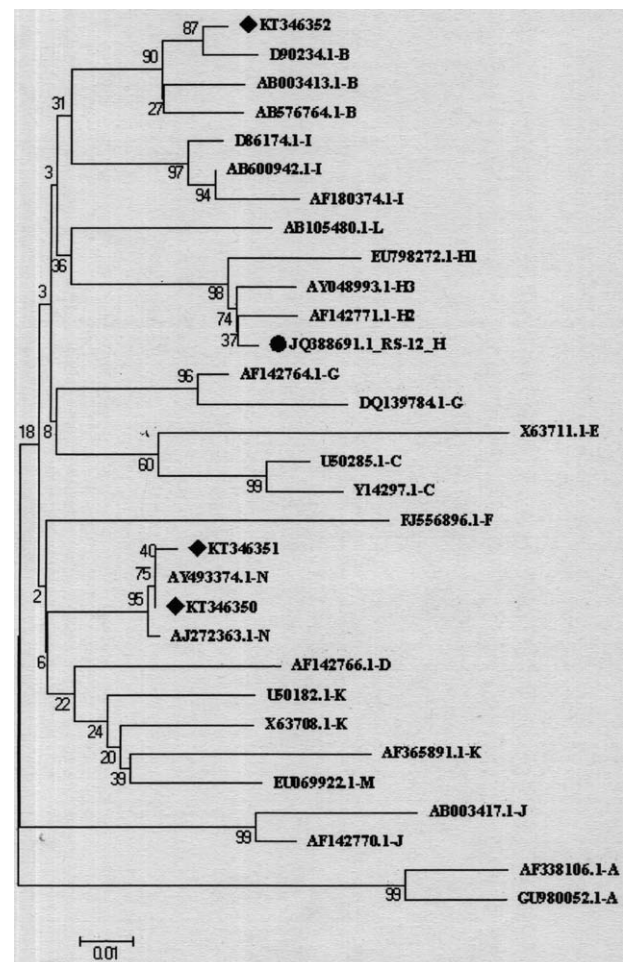 KT346352
87
D90234.1-B
90
AB003413.1-B
27
AB576764.1-B
31
D86174.1-I
97
AB600942.1-I
94
AF180374.1-I
3
AB105480.1-L
36
EU798272.1-H1
98
AY048993.1-H3
74
AF142771.1-H2
37
JQ388691.1_RS-12_H
3
AF142764.1-G
96
DQ139784.1-G
18
8
X63711.1-E
60
U50285.1-C
99
Y14297.1-C
FJ556896.1-F
40
KT346351
75
AY493374.1-N
95
KT346350
2
AJ272363.1-N
6
AF142766.1-D
22
U50182.1-K
24
X63708.1-K
20
AF365891.1-K
39
EU069922.1-M
AB003417.1-J
99
AF142770.1-J
AF338106.1-A
99
GU980052.1-A
0.01